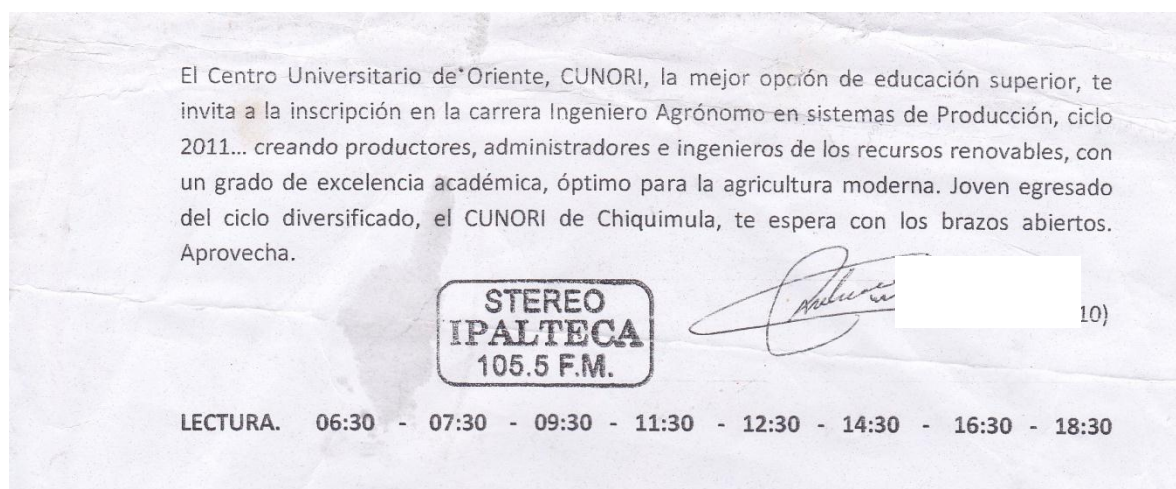 El Centro Universitario de Oriente, CUNORI, la mejor opción de educación superior, te
invita a la inscripción en la carrera Ingeniero Agrónomo en sistemas de Producción, ciclo
2011... creando productores, administradores e ingenieros de los recursos renovables, con
un grado de excelencia académica, óptimo para la agricultura moderna. Joven egresado
del ciclo diversificado, el CUNORI de Chiquimula, te espera con los brazos abiertos.
Aprovecha.
STEREO
IPALTECA
105.5 F.M.
10)
LECTURA. 06:30 - 07:30 - 09:30 - 11:30 - 12:30 - 14:30 - 16:30 - 18:30